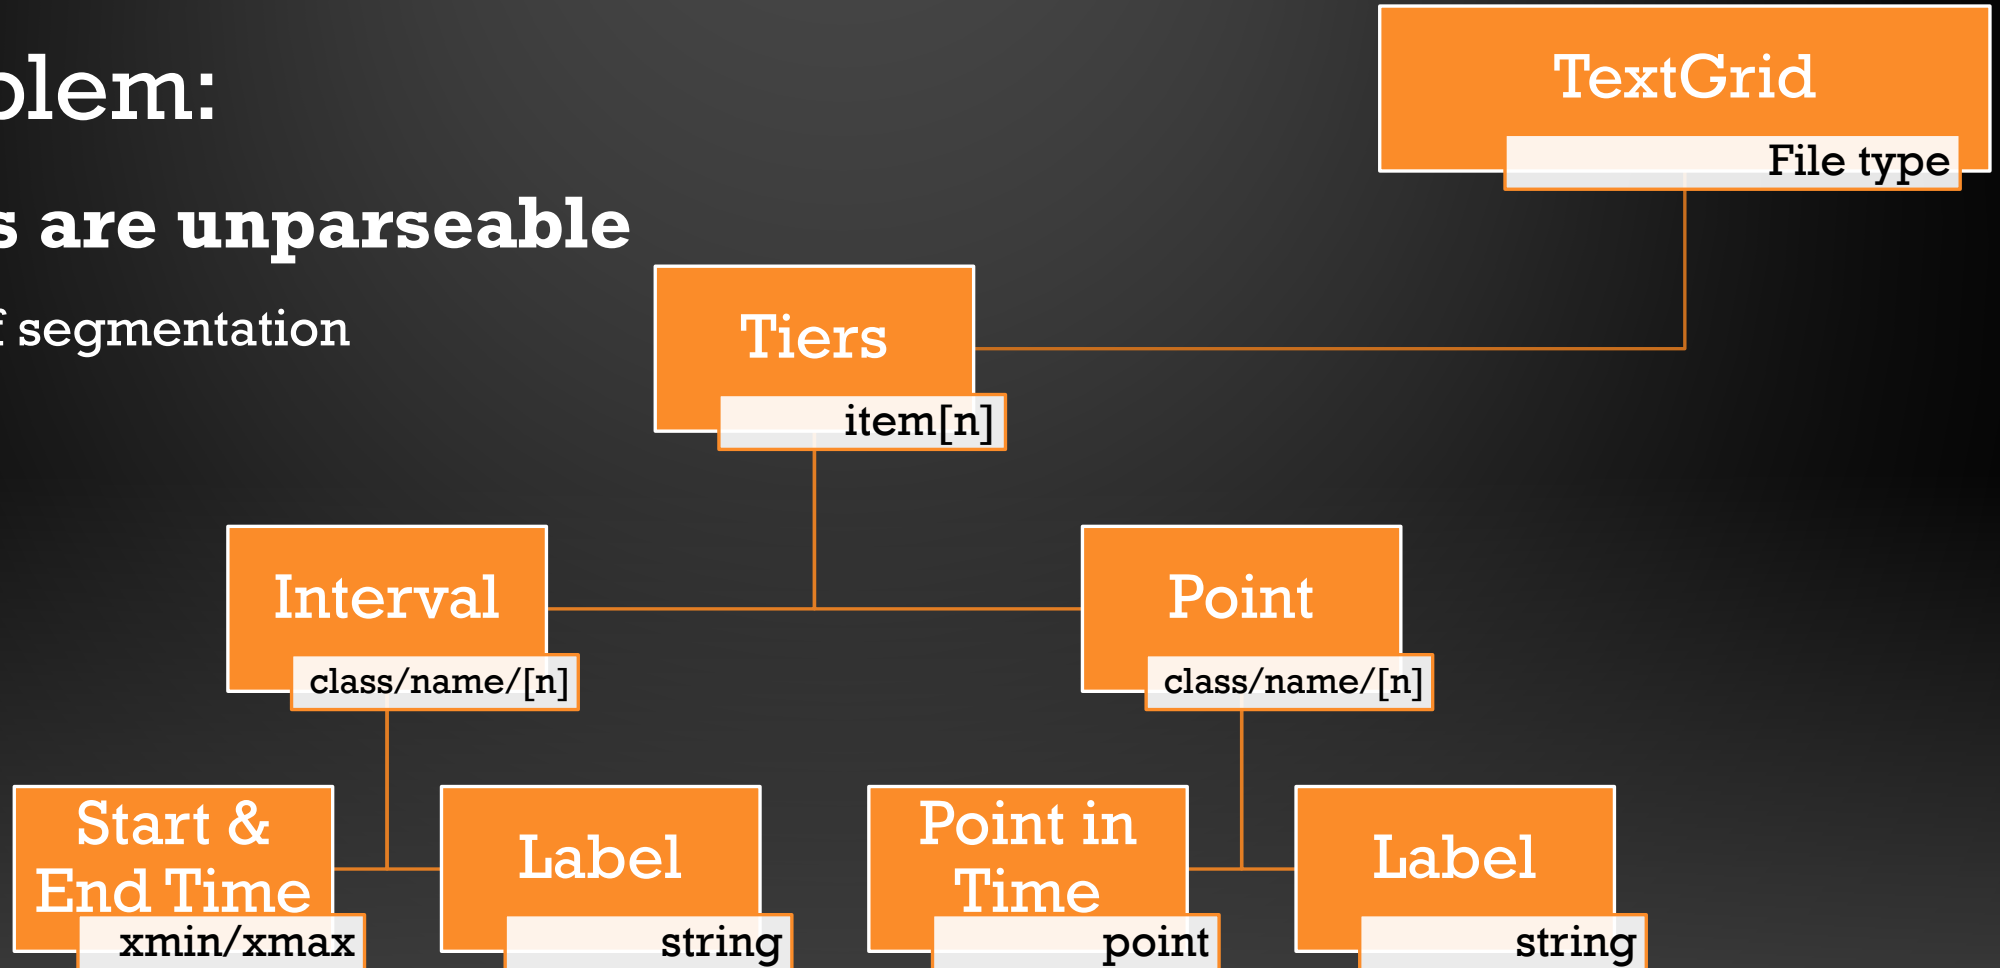 olem:
s are unparseable
f segmentation
TextGrid
File type
Tiers
item[n]
Interval
class/name/[n]
Point
class/name/[n]
Start &
End Time
xmin/xmax
Label
string
Point in
Time
point
Label
string